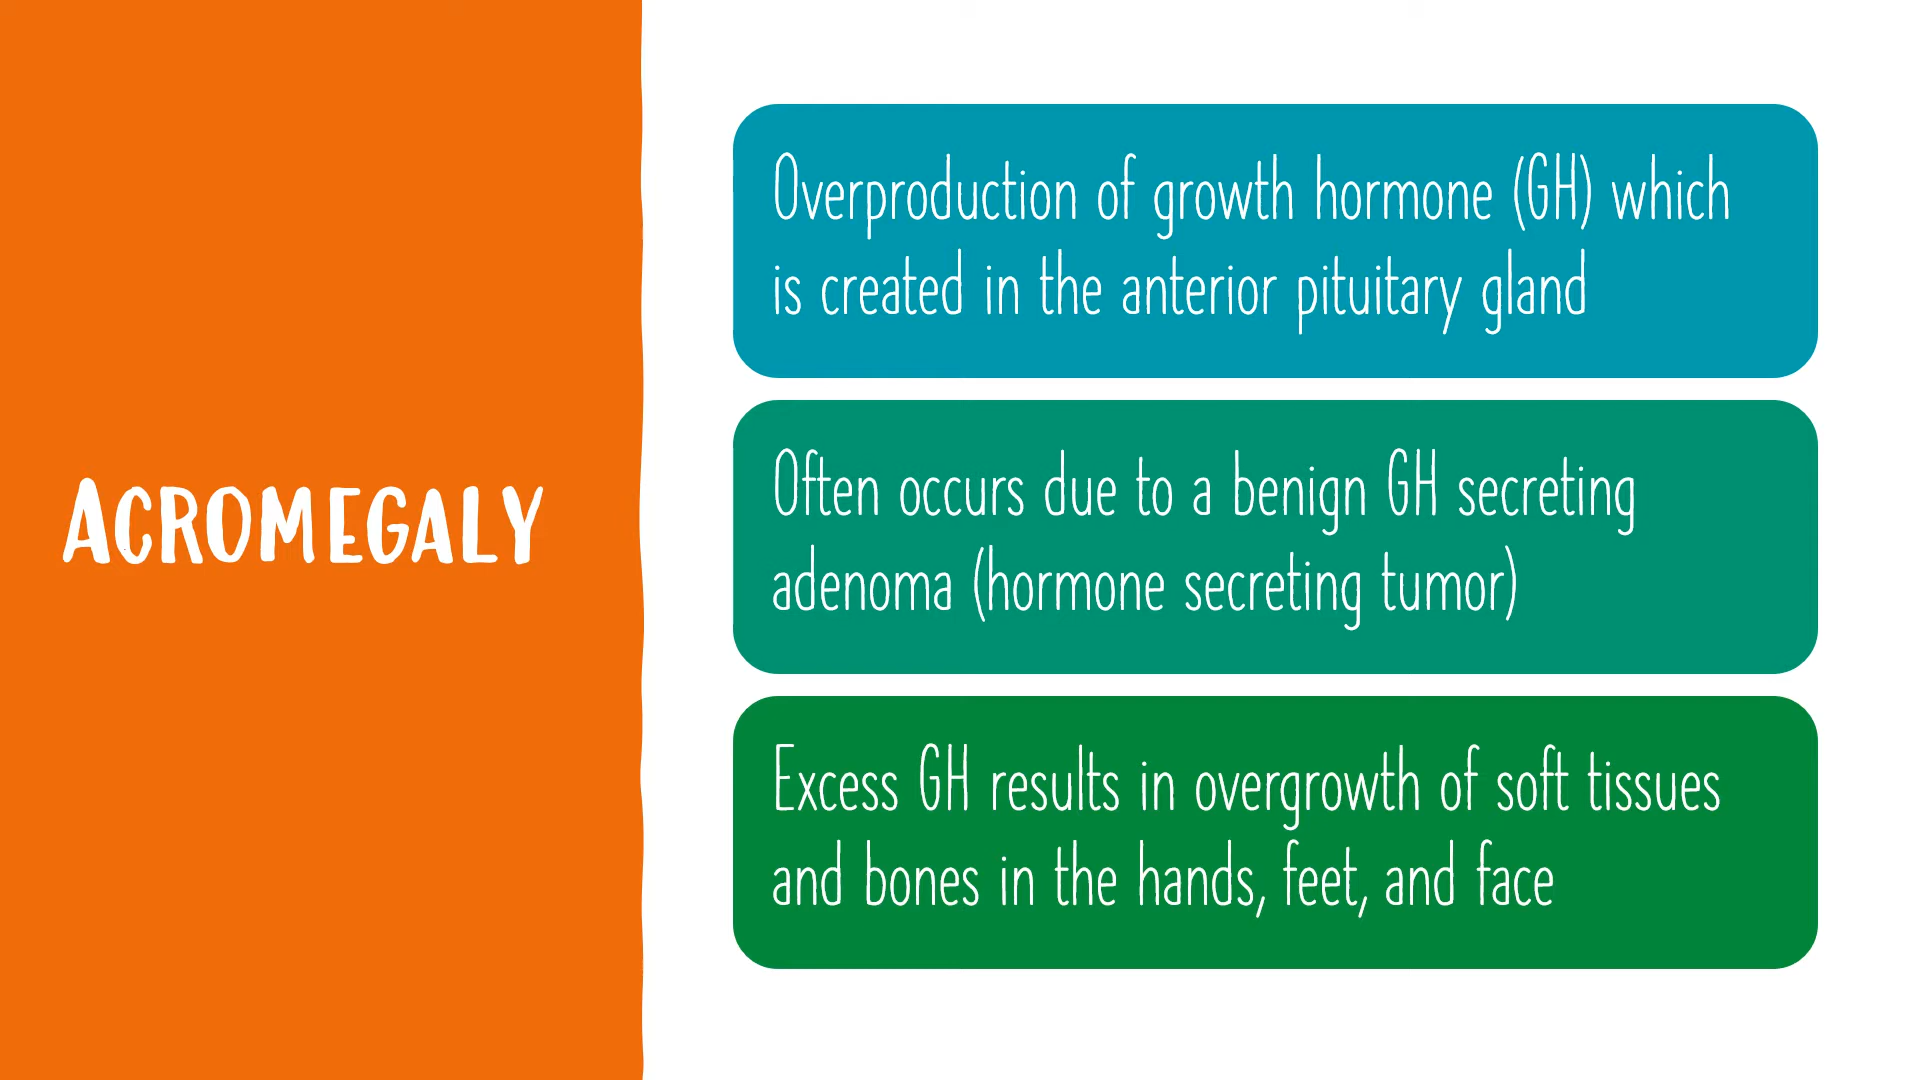 ACROMEGALY
Overproduction of growth hormone (GH) which
is created in the anterior pituitary gland
Often occurs due to a benign GH secreting
adenoma (hormone secreting tumor)
Excess GH results in overgrowth of soft tissues
and bones in the hands, feet, and face